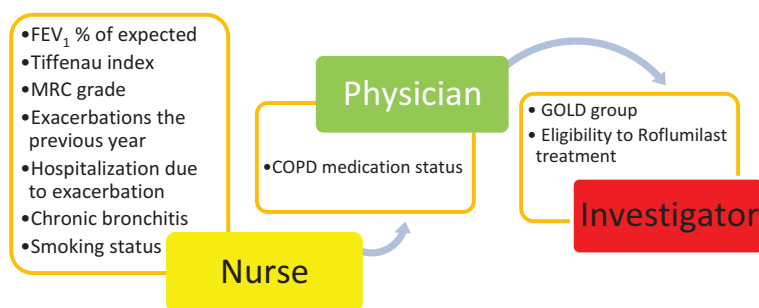 •FEV₁ % of expected
•Tiffenau index
•MRC grade
•Exacerbations the
previous year
•Hospitalization due
to exacerbation
•Chronic bronchitis
•Smoking status
Nurse
Physician
•COPD medication status
• GOLD group
• Eligibility to Roflumilast
treatment
Investigator